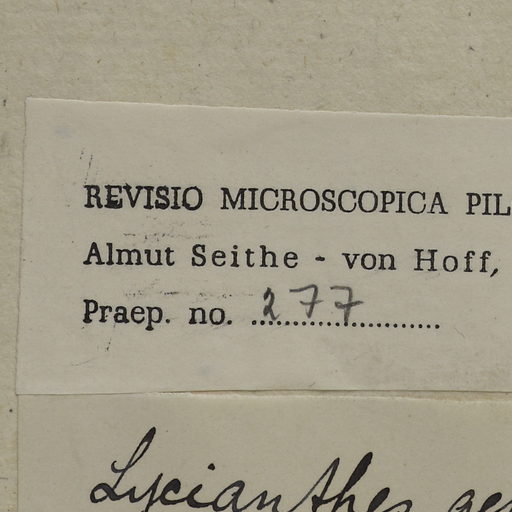 REVISIO MICROSCOPICA PIL
Almut Seithe - von Hoff,
Praep. no. 277
Lycianthes